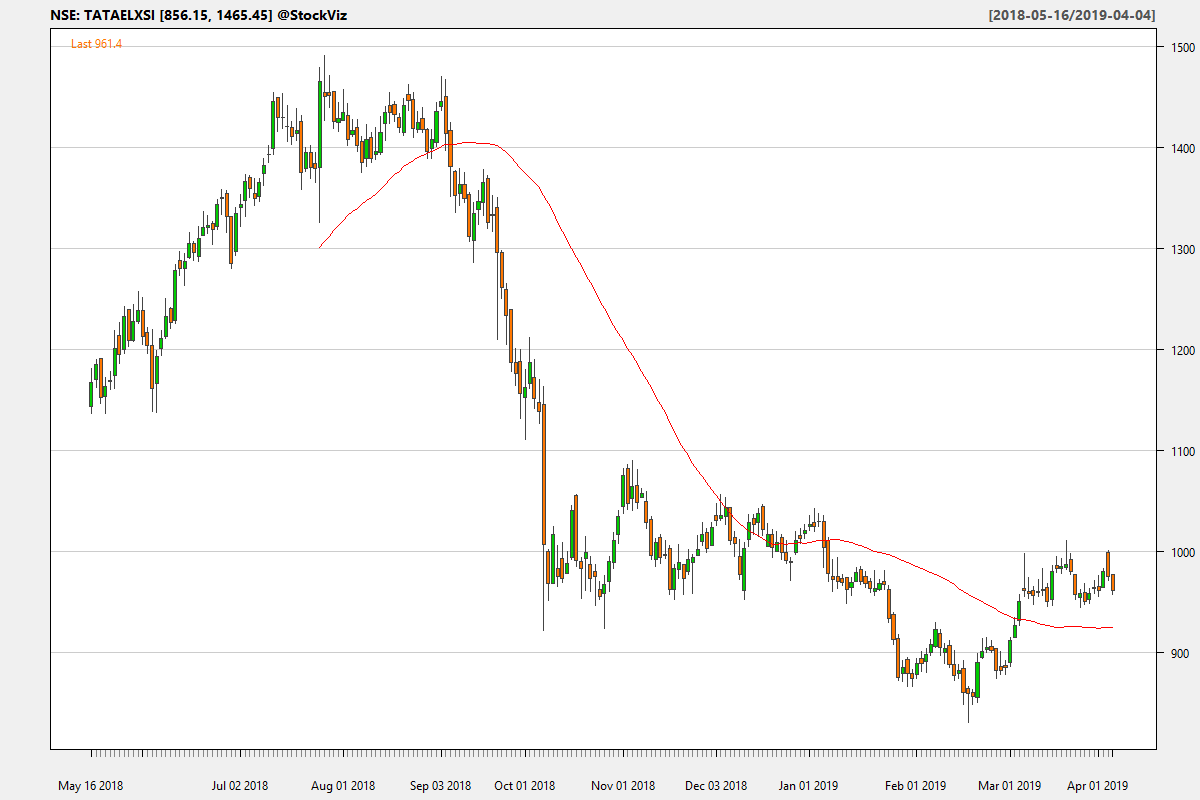 NSE: TATAELXSI [856.15, 1465.45] @StockViz [2018-05-16/2019-04-04]
Last 961.4
1500
1400
1300
1200
1100
1000
900
May 16 2018 Jul 02 2018 Aug 01 2018 Sep 03 2018 Oct 01 2018 Nov 01 2018 Dec 03 2018 Jan 01 2019 Feb 01 2019 Mar 01 2019 Apr 01 2019